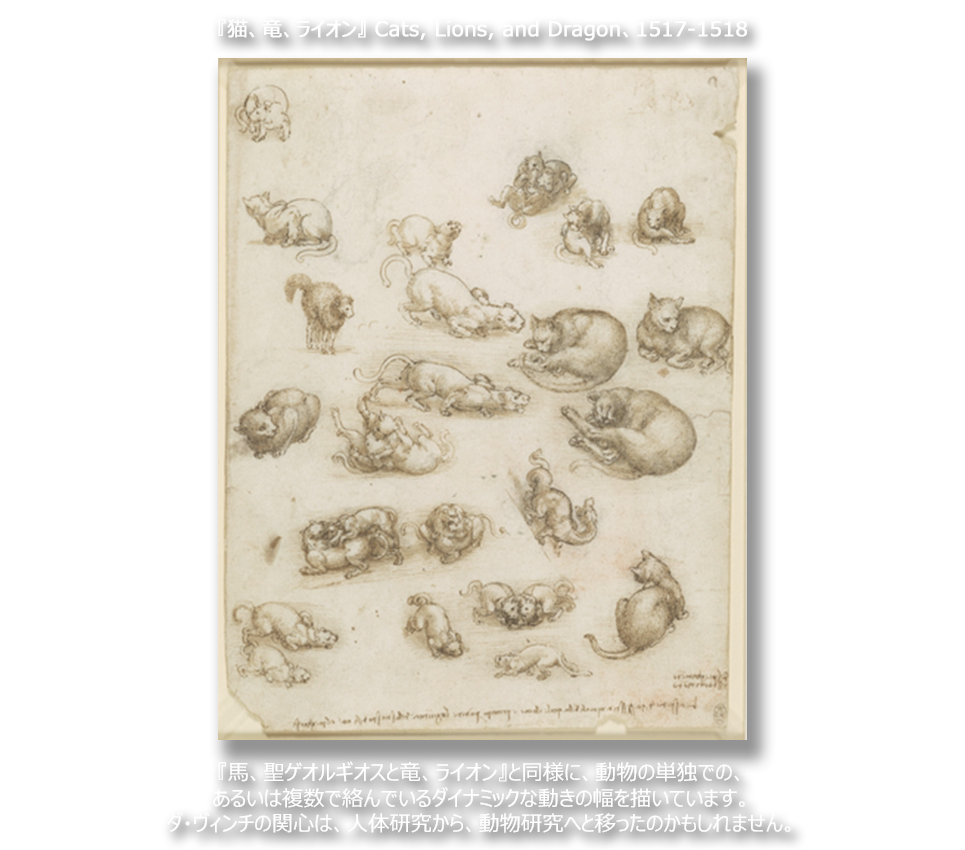 『猫、竜、ライオン』 Cats, Lions, and Dragon、1517-1518
『馬、聖ゲオルギオスと竜、ライオン』と同様に、動物の単独での、
あるいは複数で絡んでいるダイナミックな動きの幅を描いています。
ダ・ヴィンチの関心は、人体研究から、動物研究へと移ったのかもしれません。